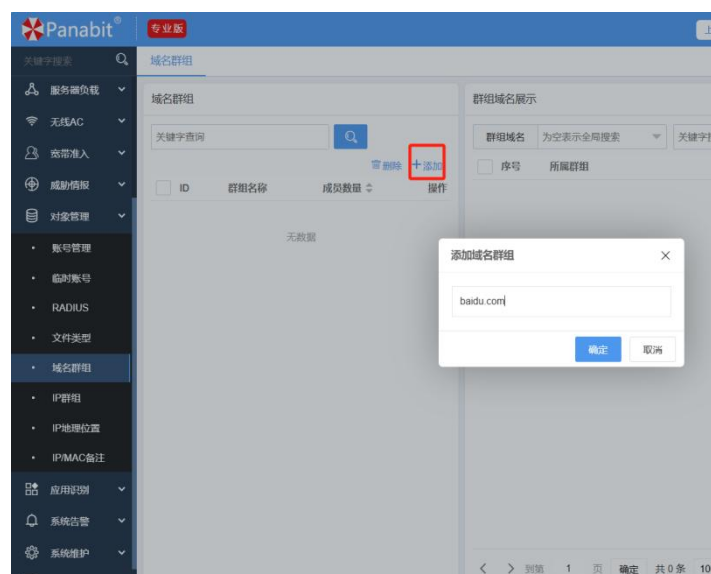 Panabit®
专业版
上
关键字搜索
域名群组
服务器负载
无线AC
宽带准入
威胁情报
对象管理
账号管理
临时账号
RADIUS
文件类型
域名群组
IP群组
IP地理位置
IP/MAC备注
应用识别
系统告警
系统维护
域名群组
关键字查询
删除 添加
ID 群组名称 成员数量 操作
无数据
群组域名展示
群组域名 为空表示全局搜索 关键字
序号 所属群组
添加域名群组
baidu.com
确定 取消
到第 1 页 确定 共 0 条 10